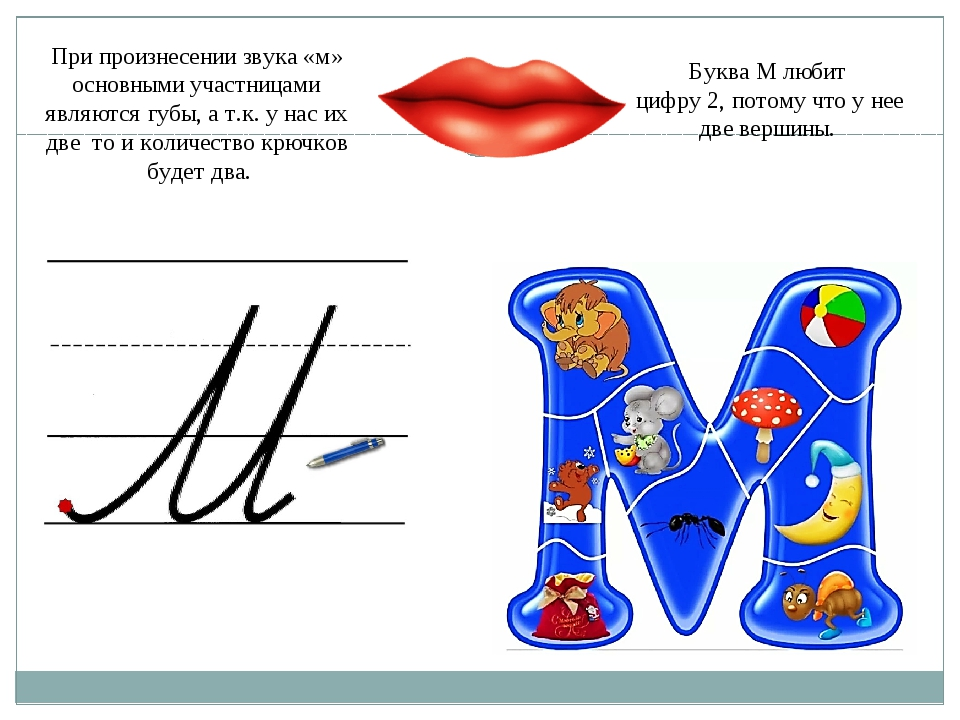 При произнесении звука «м»
основными участницами
являются губы, а т.к. у нас их
две то и количество крючков
будет два.
Буква М любит
цифру 2, потому что у нее
две вершины.
М
М